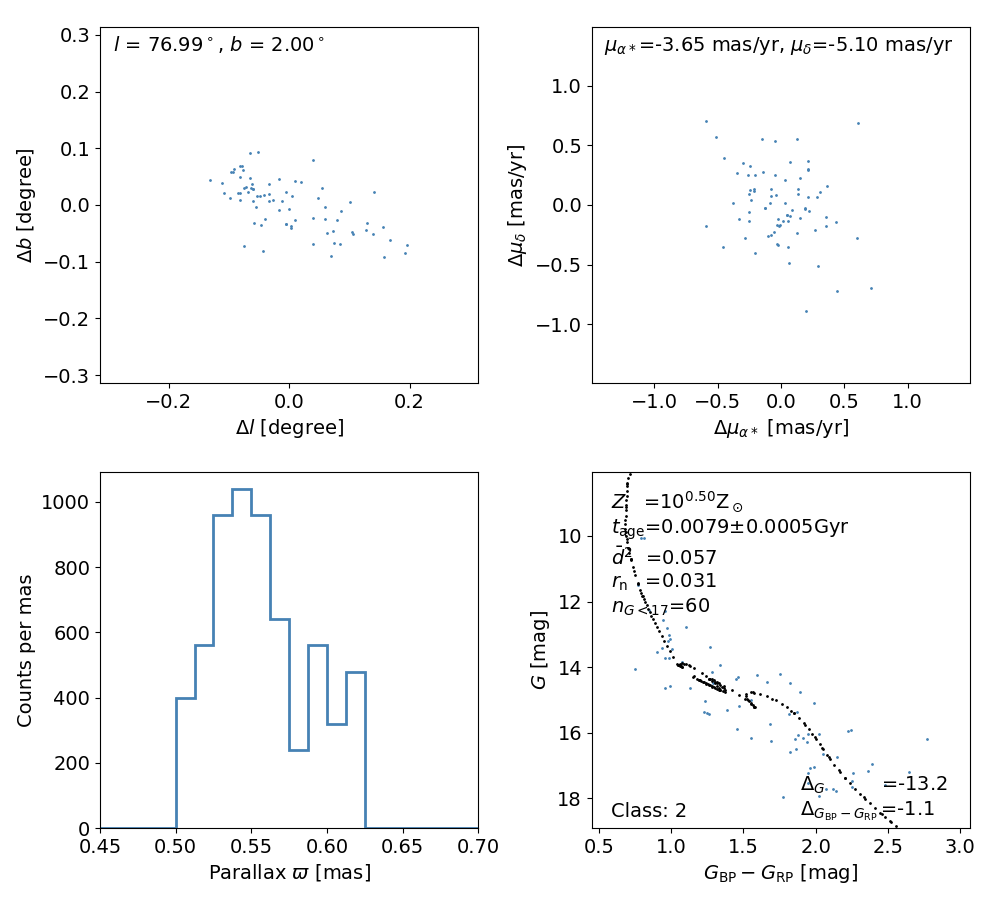 l = 76.99°, b = 2.00°
0.3
0.2
0.1
0.0
−0.1
−0.2
−0.3
Δb [degree]
−0.2 0.0 0.2
Δl [degree]
μα*=-3.65 mas/yr, μδ=-5.10 mas/yr
1.0
0.5
0.0
−0.5
−1.0
Δμδ [mas/yr]
−1.0 −0.5 0.0 0.5 1.0
Δμα* [mas/yr]
1000
800
600
400
200
0
Counts per mas
0.45 0.50 0.55 0.60 0.65 0.70
Parallax ϖ [mas]
Z =10^0.50 Z⊙
t_age=0.0079±0.0005Gyr
d̄² =0.057
r_n =0.031
n_G<17=60
10
12
14
16
18
G [mag]
Δ_G =-13.2
Class: 2 Δ_GBP−GRP=-1.1
0.5 1.0 1.5 2.0 2.5 3.0
G_BP − G_RP [mag]